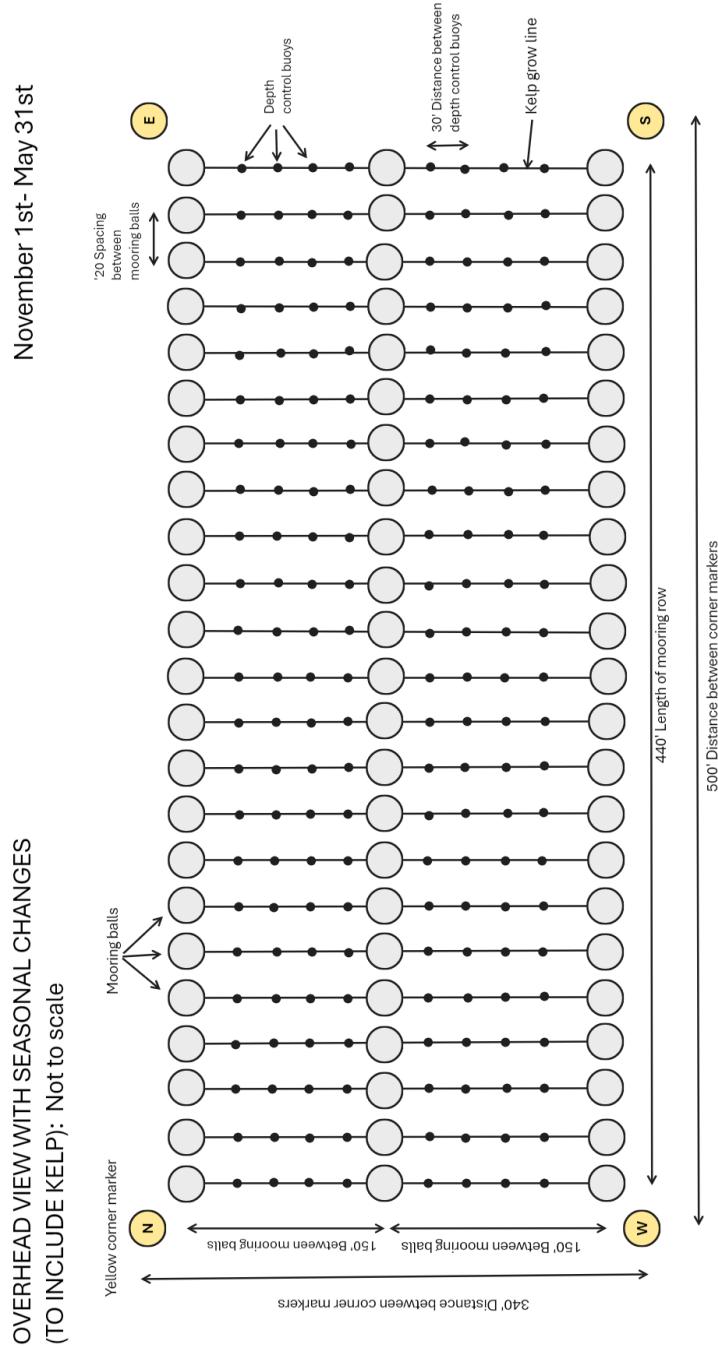 OVERHEAD VIEW WITH SEASONAL CHANGES
(TO INCLUDE KELP): Not to scale
November 1st- May 31st
Yellow corner marker
N
Mooring balls
'20 Spacing
between
mooring balls
E
Depth
control buoys
30' Distance between
depth control buoys
Kelp grow line
150' Between mooring balls
150' Between mooring balls
340' Distance between corner markers
W
S
440' Length of mooring row
500' Distance between corner markers